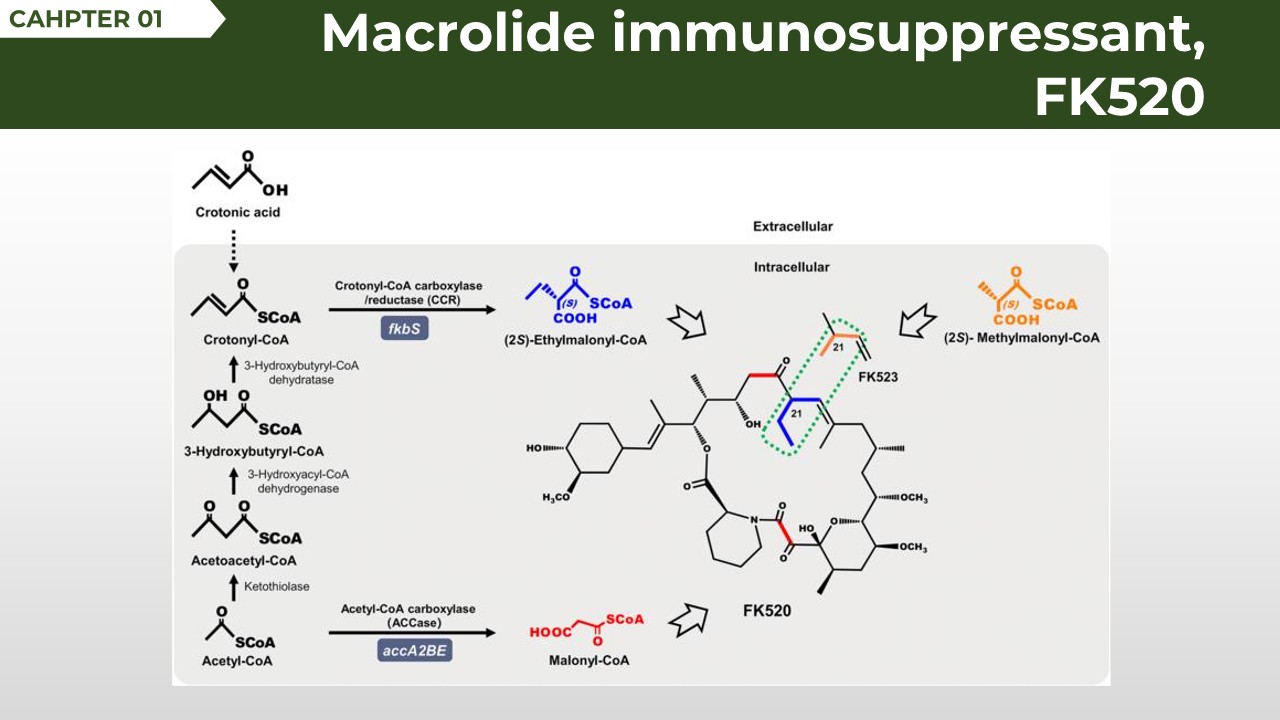 CAHPTER 01
Macrolide immunosuppressant,
FK520
O
OH
Crotonic acid
Extracellular
Intracellular
O
SCoA
Crotonyl-CoA
Crotonyl-CoA carboxylase
/reductase (CCR)
fkbS
O
(S)
SCoA
COOH
(2S)-Ethylmalonyl-CoA
O
(S)
SCoA
COOH
(2S)- Methylmalonyl-CoA
3-Hydroxybutyryl-CoA
dehydratase
OH O
SCoA
3-Hydroxybutyryl-CoA
3-Hydroxyacyl-CoA
dehydrogenase
O O
SCoA
Acetoacetyl-CoA
Ketothiolase
O
SCoA
Acetyl-CoA
Acetyl-CoA carboxylase
(ACCase)
accA2BE
HOOC
SCoA
O
Malonyl-CoA
21
FK523
O
21
OH
HO
O
H3CO
O
N
O
O
HO
O
OCH3
OCH3
FK520